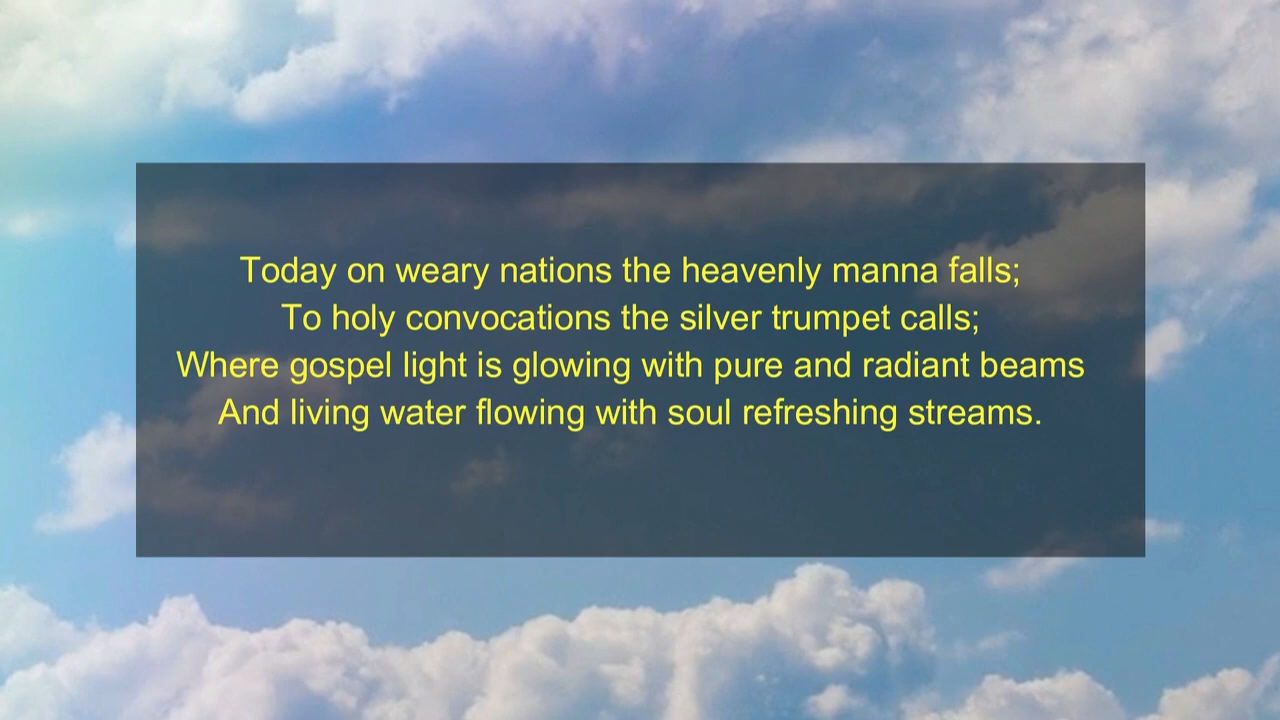 Today on weary nations the heavenly manna falls;
To holy convocations the silver trumpet calls;
Where gospel light is glowing with pure and radiant beams
And living water flowing with soul refreshing streams.